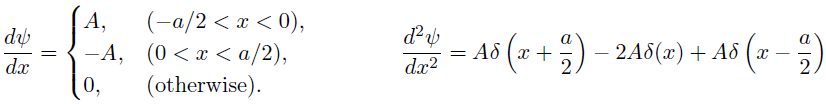 dψ/dx = { A, (−a/2 < x < 0),
−A, (0 < x < a/2),
0, (otherwise).
d²ψ/dx² = Aδ(x + a/2) − 2Aδ(x) + Aδ(x − a/2)